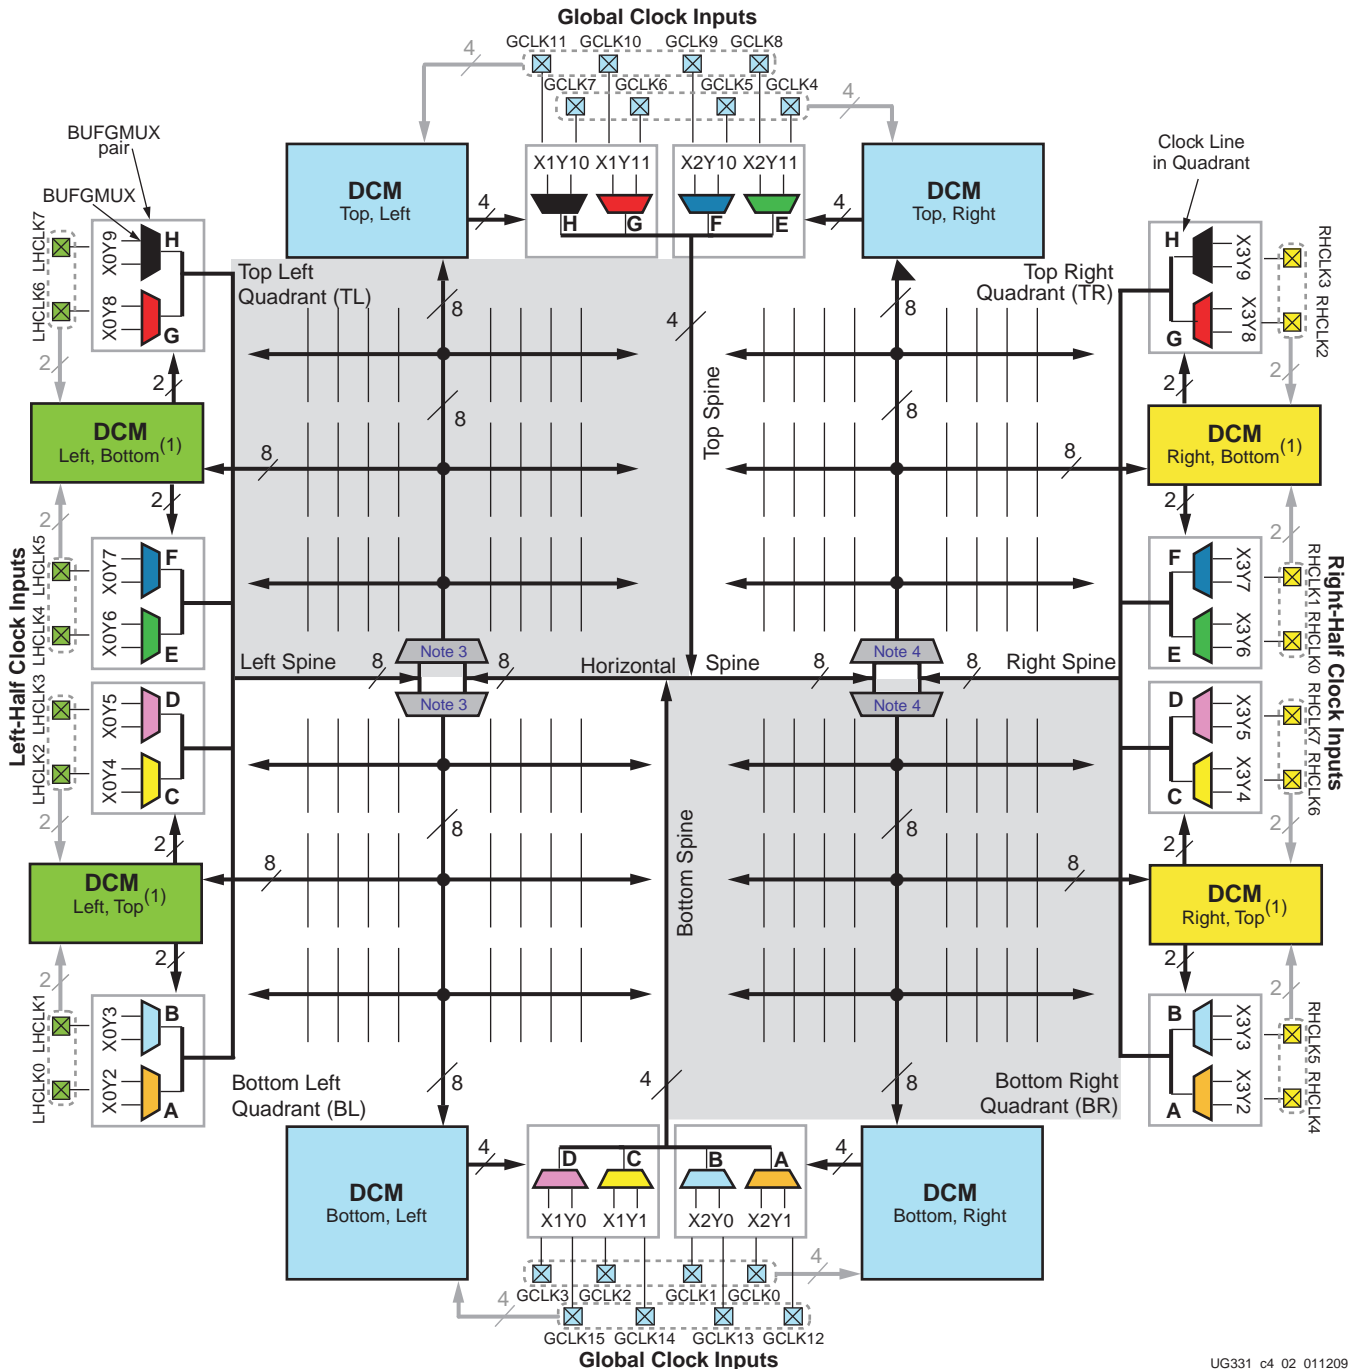 Global Clock Inputs
GCLK11 GCLK10 GCLK9 GCLK8
4
GCLK7 GCLK6 GCLK5 GCLK4
4
BUFGMUX
pair
BUFGMUX
Clock Line
in Quadrant
DCM
Top, Left
4
X1Y10 X1Y11
H G
X2Y10 X2Y11
F E
4
DCM
Top, Right
LHCLK7
LHCLK6
X0Y9
X0Y8
H
G
2
2
Top Left
Quadrant (TL)
8
8
4
Top Spine
Top Right
Quadrant (TR)
8
8
H
G
X3Y9
X3Y8
RHCLK3
RHCLK2
2
2
DCM
Left, Bottom(1)
8
8
DCM
Right, Bottom(1)
2
2
2
2
Left-Half Clock Inputs
LHCLK5
LHCLK4
X0Y7
X0Y6
F
E
F
E
X3Y7
X3Y6
RHCLK1
RHCLK0
Right-Half Clock Inputs
Left Spine
8
Note 3
Note 3
8
Horizontal
Spine
8
Note 4
Note 4
8
Right Spine
LHCLK3
LHCLK2
X0Y5
X0Y4
D
C
D
C
X3Y5
X3Y4
RHCLK7
RHCLK6
2
2
8
Bottom Spine
8
2
2
DCM
Left, Top(1)
8
8
DCM
Right, Top(1)
2
2
2
2
LHCLK1
LHCLK0
X0Y3
X0Y2
B
A
Bottom Left
Quadrant (BL)
8
4
8
Bottom Right
Quadrant (BR)
B
A
X3Y3
X3Y2
RHCLK5
RHCLK4
DCM
Bottom, Left
4
D C
X1Y0 X1Y1
B A
X2Y0 X2Y1
4
DCM
Bottom, Right
4
GCLK3 GCLK2 GCLK1 GCLK0
4
GCLK15 GCLK14 GCLK13 GCLK12
Global Clock Inputs
UG331_c4_02_011209